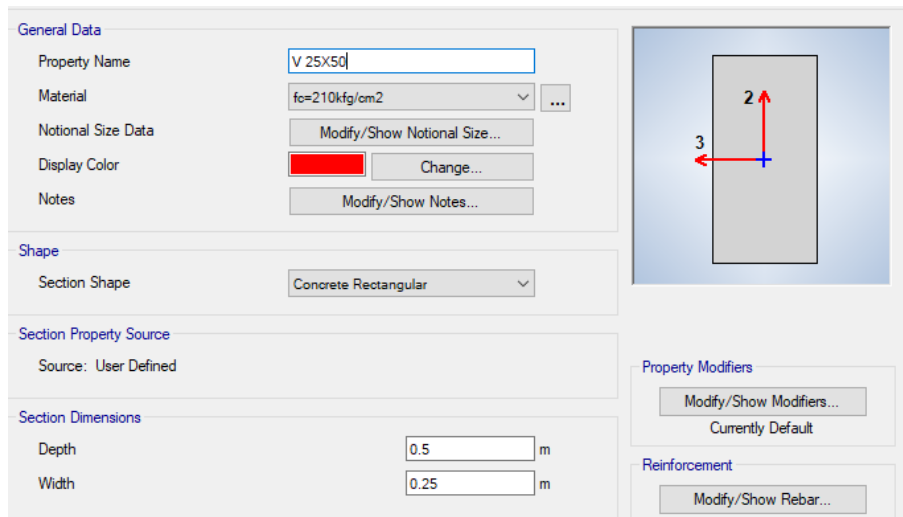 General Data
Property Name V 25X50
Material fc=210kfg/cm2 ...
Notional Size Data Modify/Show Notional Size...
Display Color Change...
Notes Modify/Show Notes...
2
3
Shape
Section Shape Concrete Rectangular
Section Property Source
Source: User Defined
Section Dimensions
Depth 0.5 m
Width 0.25 m
Property Modifiers
Modify/Show Modifiers...
Currently Default
Reinforcement
Modify/Show Rebar...